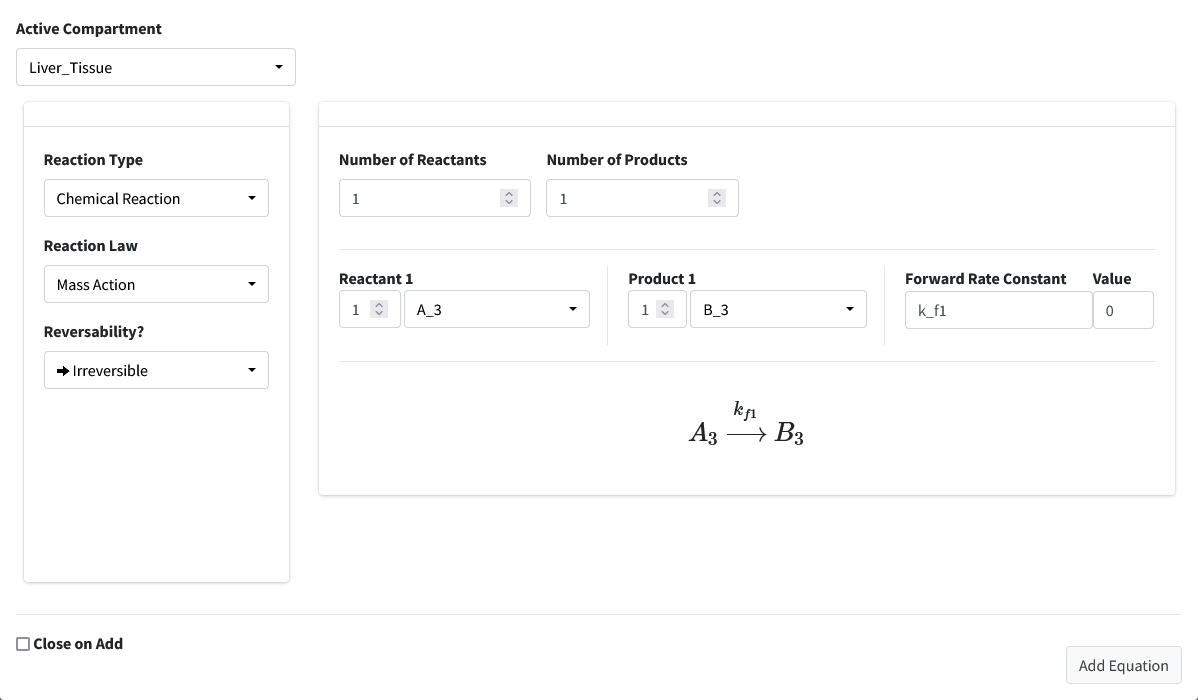 Active Compartment
Liver_Tissue
Reaction Type
Chemical Reaction
Reaction Law
Mass Action
Reversability?
Irreversible
Number of Reactants Number of Products
1 1
Reactant 1 Product 1 Forward Rate Constant Value
1 A_3 1 B_3 k_f1 0
k_{f1}
A_3 ⟶ B_3
Close on Add
Add Equation